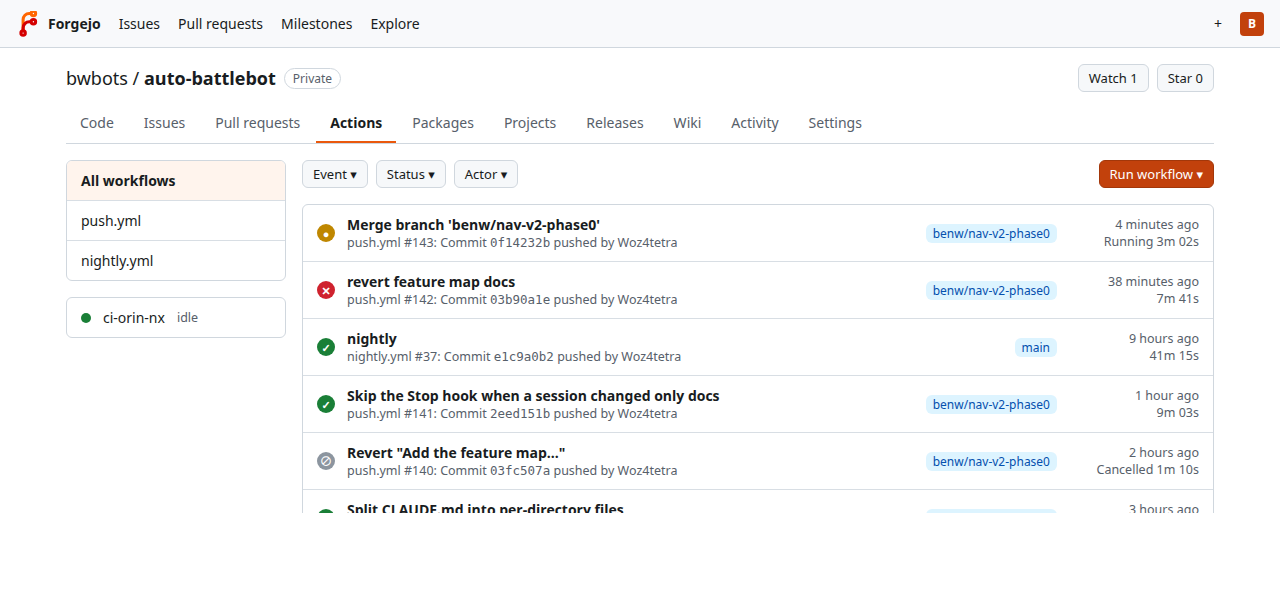 Forgejo Issues Pull requests Milestones Explore + B
bwbots / auto-battlebot Private Watch 1 Star 0
Code Issues Pull requests Actions Packages Projects Releases Wiki Activity Settings
All workflows
push.yml
nightly.yml
ci-orin-nx idle
Event ▾ Status ▾ Actor ▾ Run workflow ▾
Merge branch 'benw/nav-v2-phase0'
push.yml #143: Commit 0f14232b pushed by Woz4tetra
benw/nav-v2-phase0
4 minutes ago
Running 3m 02s
revert feature map docs
push.yml #142: Commit 03b90a1e pushed by Woz4tetra
benw/nav-v2-phase0
38 minutes ago
7m 41s
nightly
nightly.yml #37: Commit e1c9a0b2 pushed by Woz4tetra
main
9 hours ago
41m 15s
Skip the Stop hook when a session changed only docs
push.yml #141: Commit 2eed151b pushed by Woz4tetra
benw/nav-v2-phase0
1 hour ago
9m 03s
Revert "Add the feature map..."
push.yml #140: Commit 03fc507a pushed by Woz4tetra
benw/nav-v2-phase0
2 hours ago
Cancelled 1m 10s
Split CLAUDE.md into per-directory files
3 hours ago